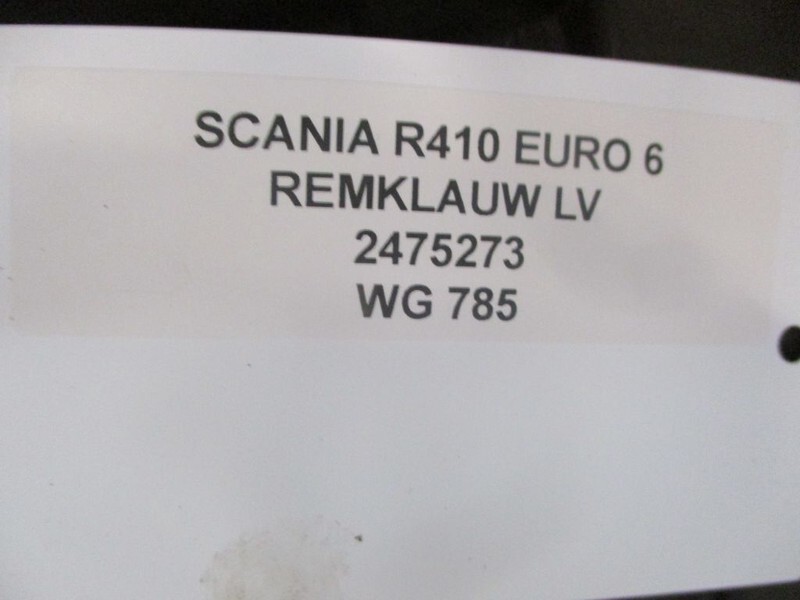 SCANIA R410 EURO 6
REMKLAUW LV
2475273
WG 785